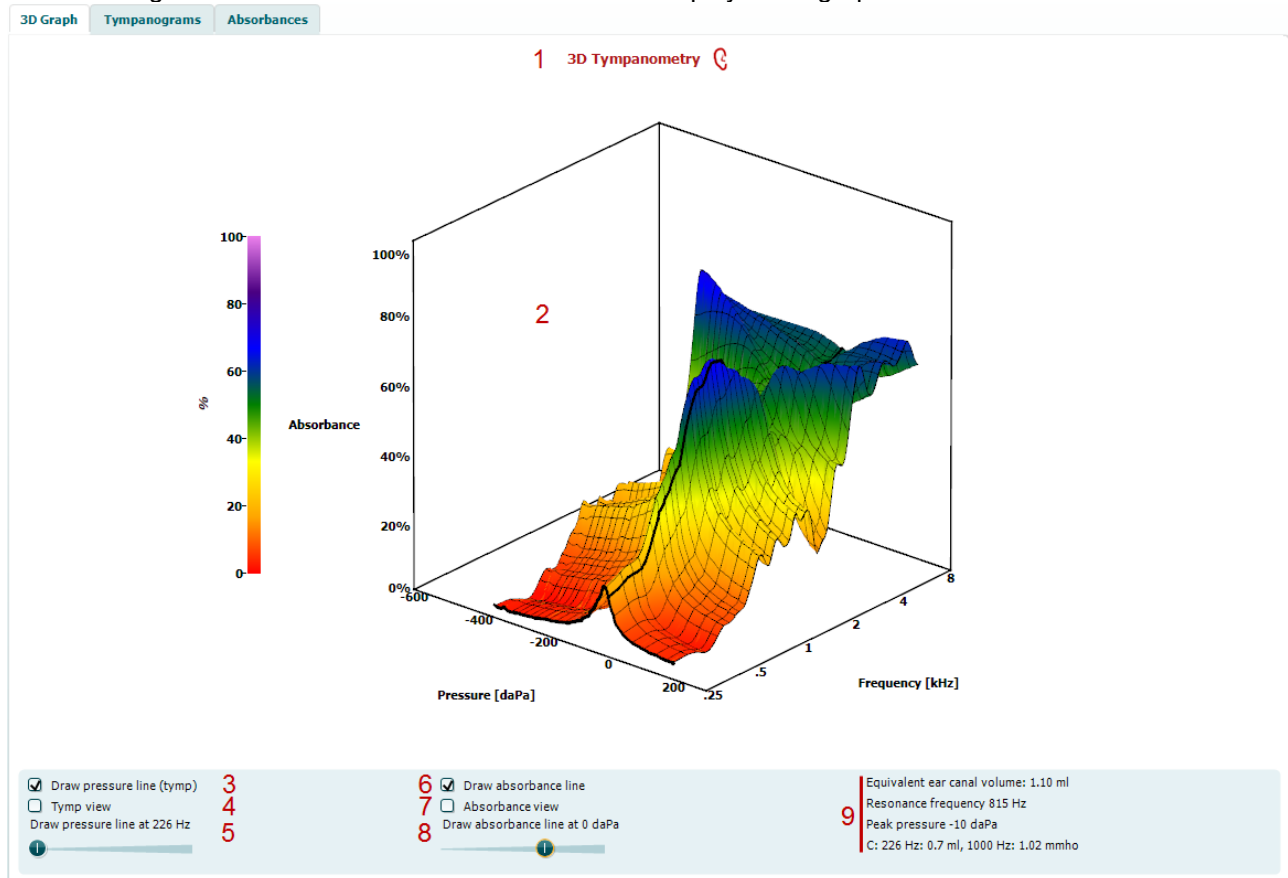 3D Graph Tympanograms Absorbances
1 3D Tympanometry
100
80
60
40
20
0
%
Absorbance
100%
80%
60%
40%
20%
0%
2
-600
-400
-200
0
200
Pressure [daPa]
.25
.5
1
2
4
8
Frequency [kHz]
Draw pressure line (tymp) 3
Tymp view 4
Draw pressure line at 226 Hz 5
6 Draw absorbance line
7 Absorbance view
8 Draw absorbance line at 0 daPa
9
Equivalent ear canal volume: 1.10 ml
Resonance frequency 815 Hz
Peak pressure -10 daPa
C: 226 Hz: 0.7 ml, 1000 Hz: 1.02 mmho